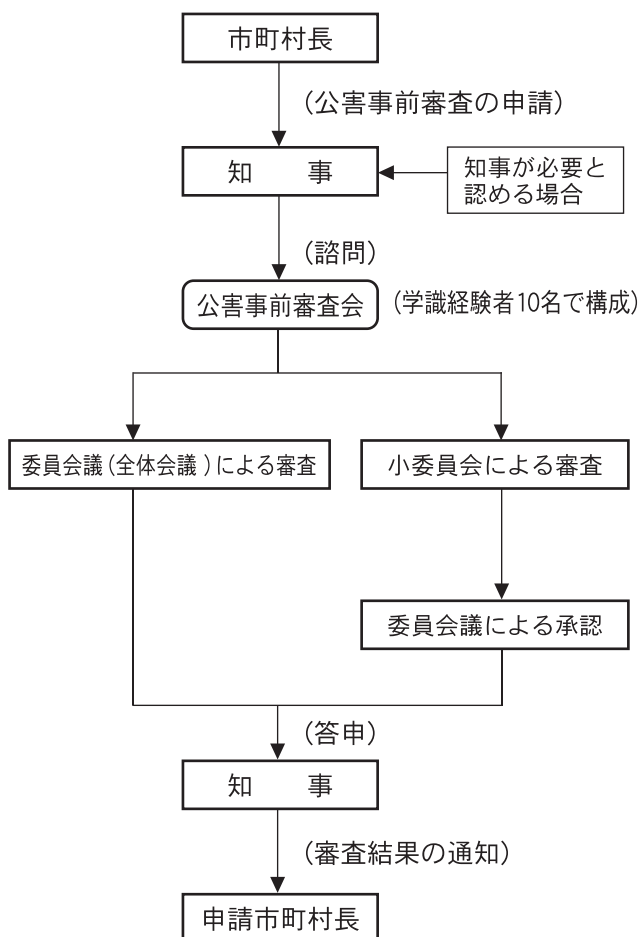 市町村長
(公害事前審査の申請)
知　　事
知事が必要と
認める場合
(諮問)
公害事前審査会
(学識経験者10名で構成)
委員会議(全体会議)による審査
小委員会による審査
委員会議による承認
(答申)
知　　事
(審査結果の通知)
申請市町村長